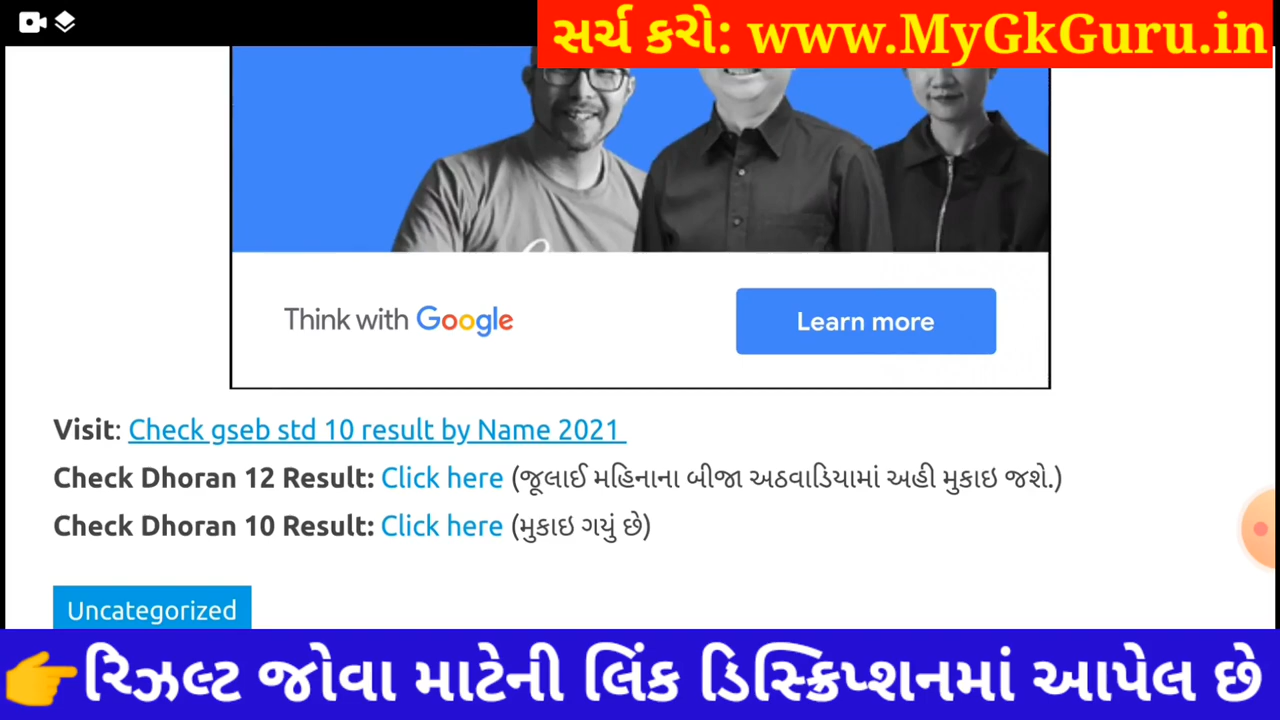 સર્ચ કરો: www.MyGkGuru.in
Think with Google
Learn more
Visit: Check gseb std 10 result by Name 2021
Check Dhoran 12 Result: Click here (જૂલાઈ મહિનાના બીજા અઠવાડિયામાં અહી મુકાઇ જશે.)
Check Dhoran 10 Result: Click here (મુકાઇ ગયું છે)
Uncategorized
👉રિઝલ્ટ જોવા માટેની લિંક ડિસ્ક્રિપ્શનમાં આપેલ છે